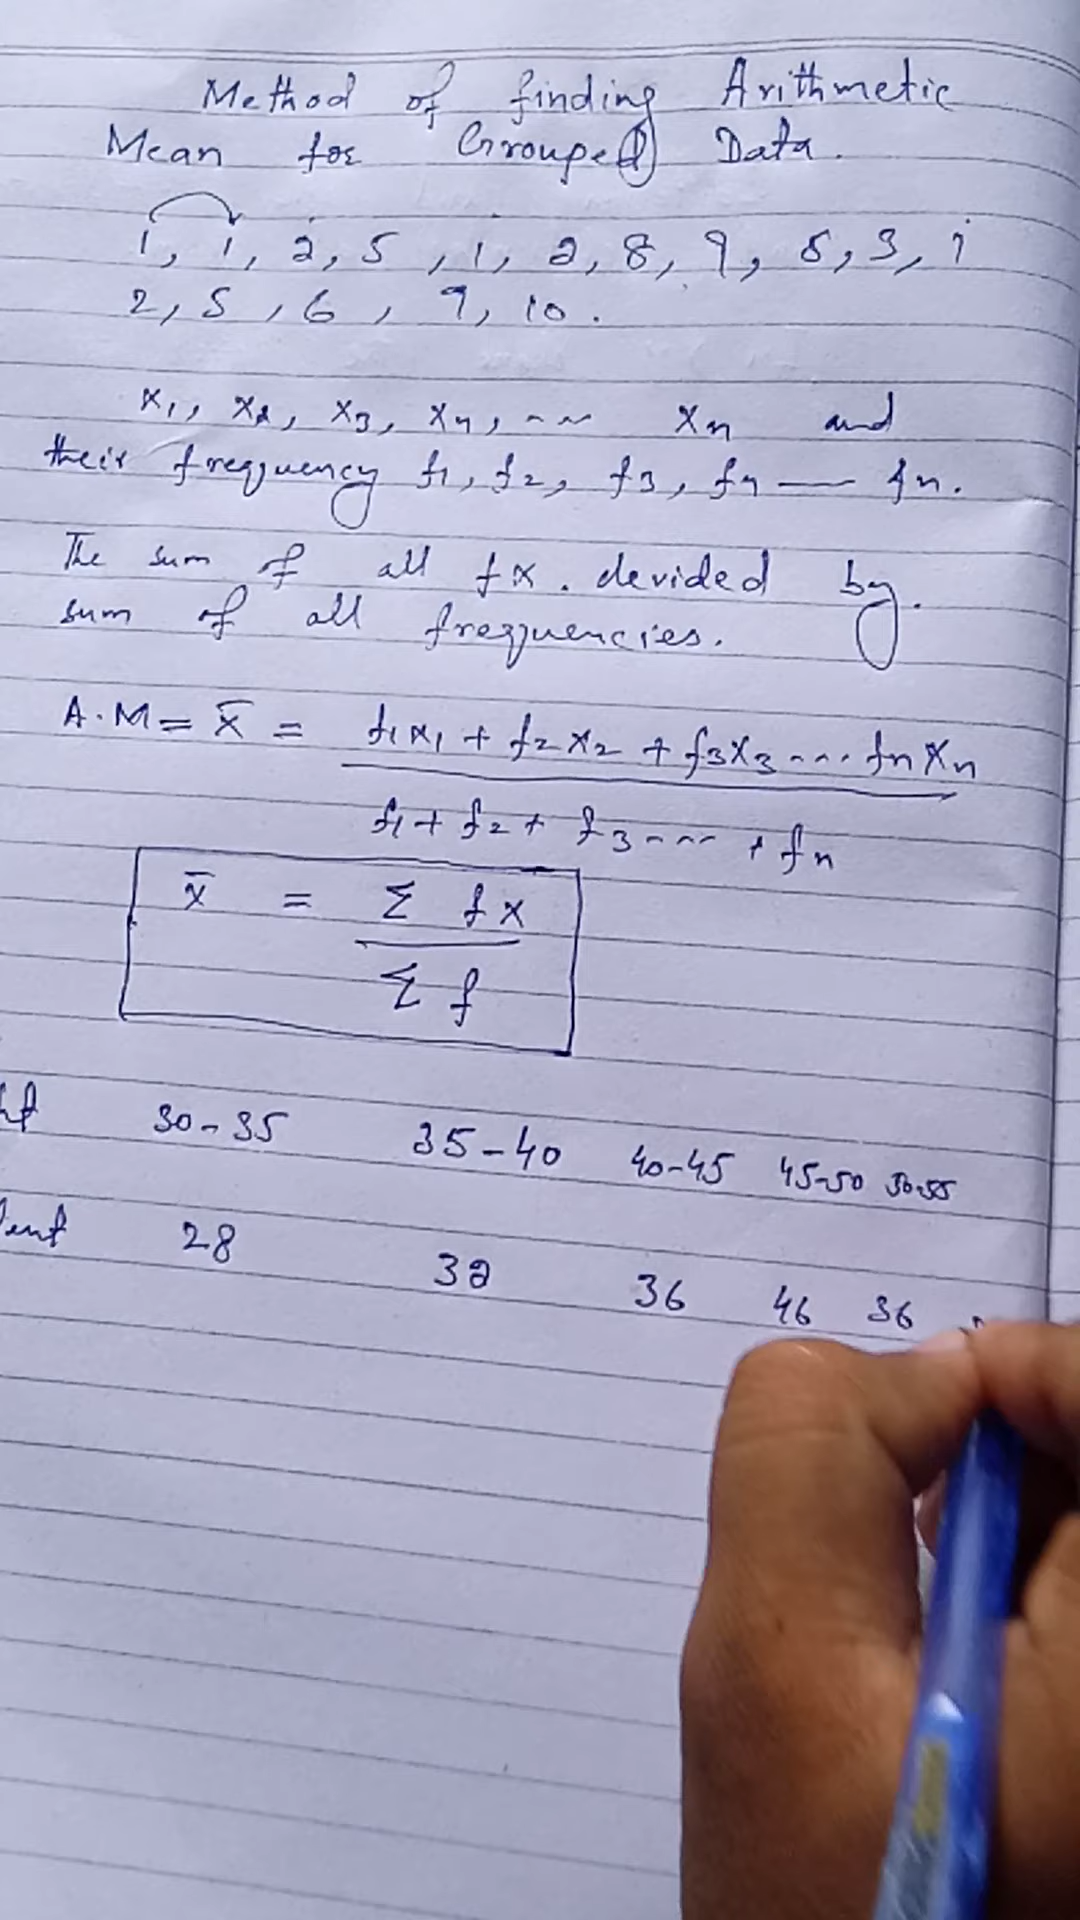 Method of finding Arithmetic
Mean for Grouped Data.
1, 1, 2, 5, 1, 2, 8, 9, 5, 3, 1
2, 5, 6, 9, 10.
x1, x2, x3, x4, ~~ xn and
their frequency f1, f2, f3, f4 — fn.
The sum of all fx. devided by.
sum of all frequencies.
A.M = x̄ = f1x1 + f2x2 + f3x3 .... fnxn
f1 + f2 + f3 ---- + fn
x̄ = Σ fx
Σ f
30-35 35-40 40-45 45-50 50-55
28 32 36 46 36